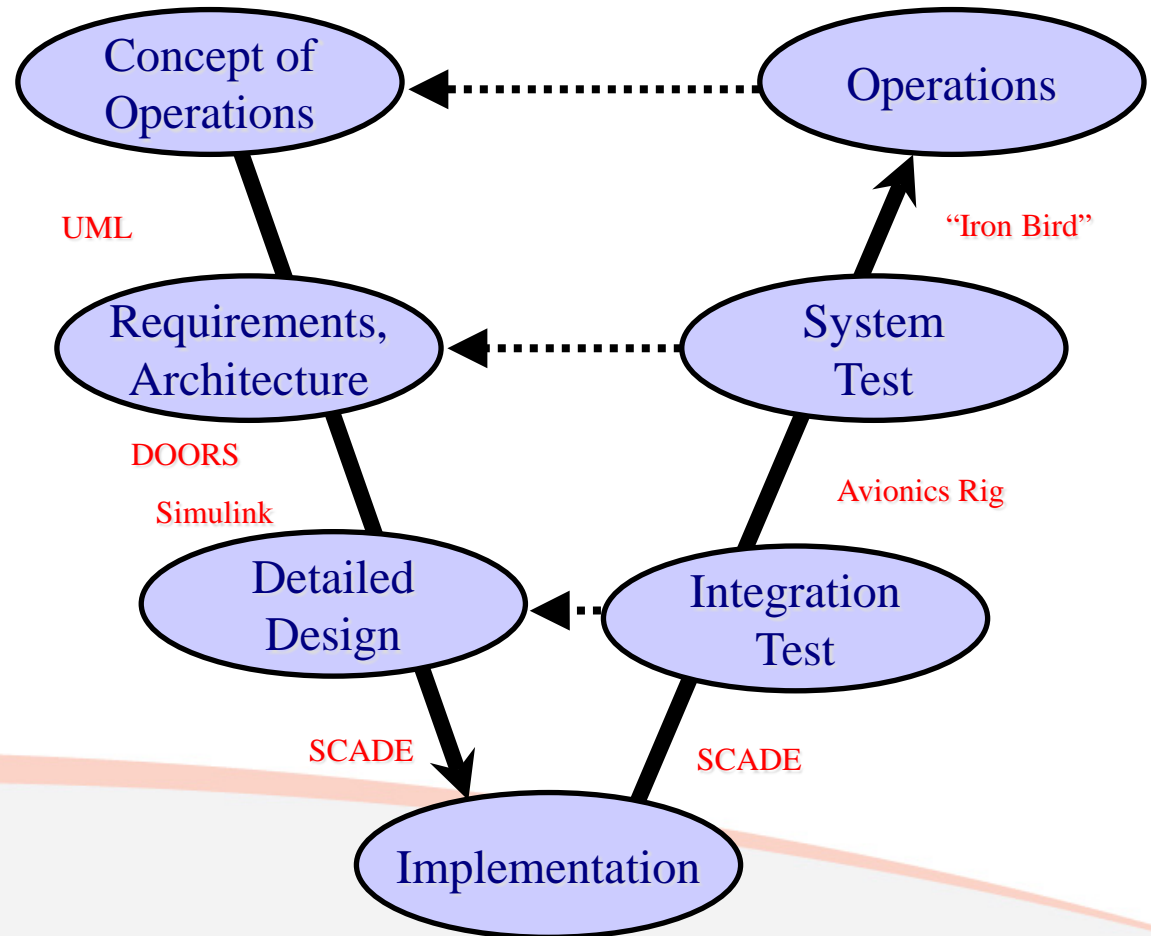 Concept of
Operations
Operations
UML
“Iron Bird”
Requirements,
Architecture
System
Test
DOORS
Simulink
Avionics Rig
Detailed
Design
Integration
Test
SCADE
SCADE
Implementation